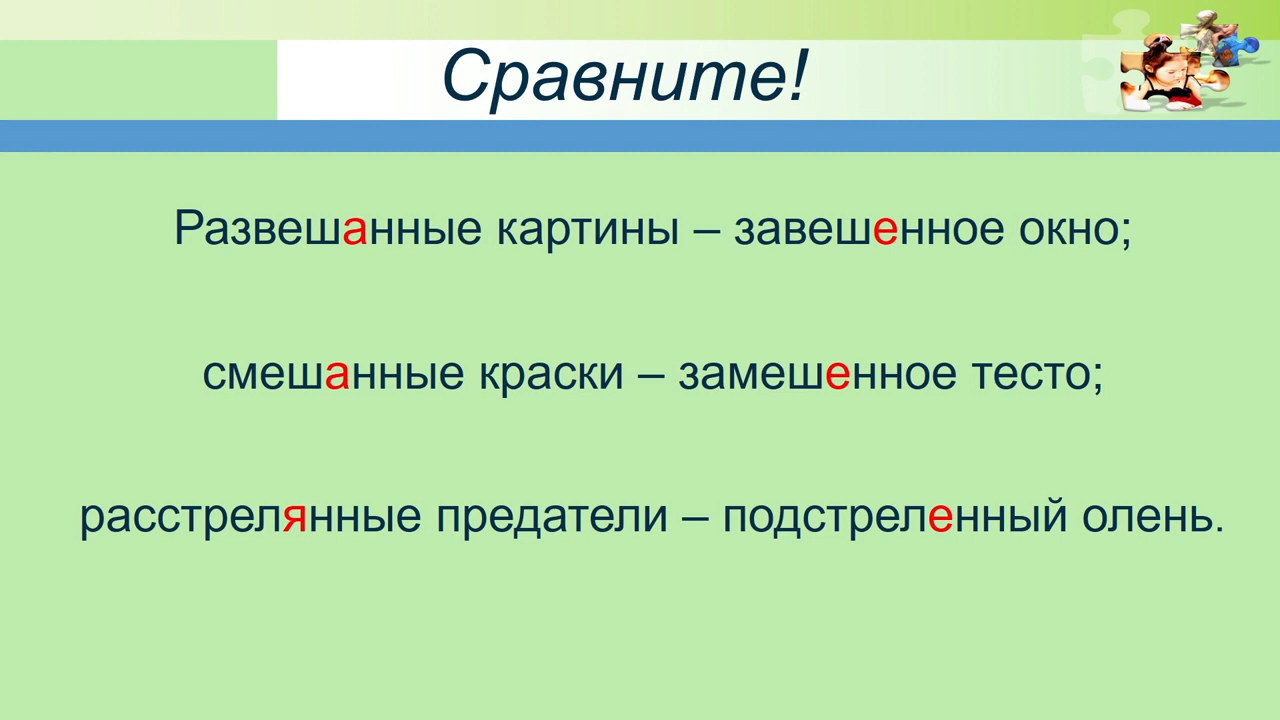 Сравните!
Развешанные картины – завешенное окно;
смешанные краски – замешенное тесто;
расстрелянные предатели – подстреленный олень.